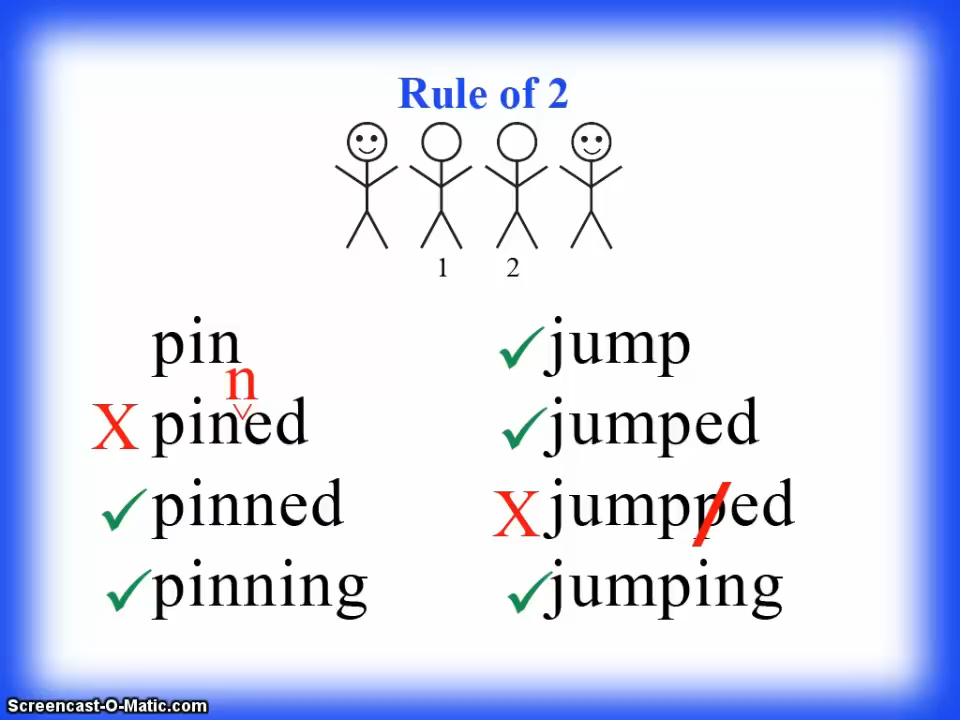 Rule of 2
1 2
pin
n
X pined
pinned
pinning
jump
jumped
X jumpped
jumping
Screencast-O-Matic.com